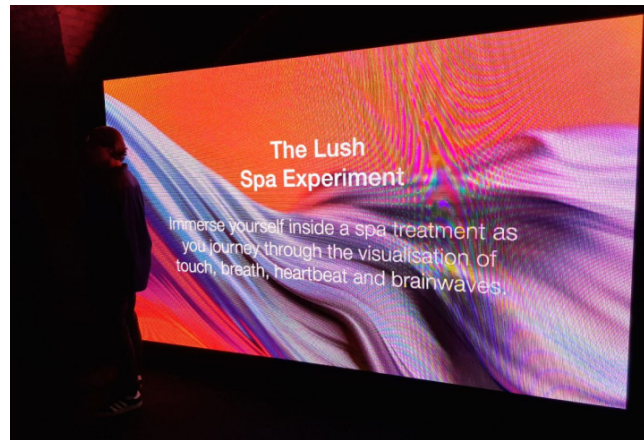 The Lush
Spa Experiment
Immerse yourself inside a spa treatment as
you journey through the visualisation of
touch, breath, heartbeat and brainwaves.